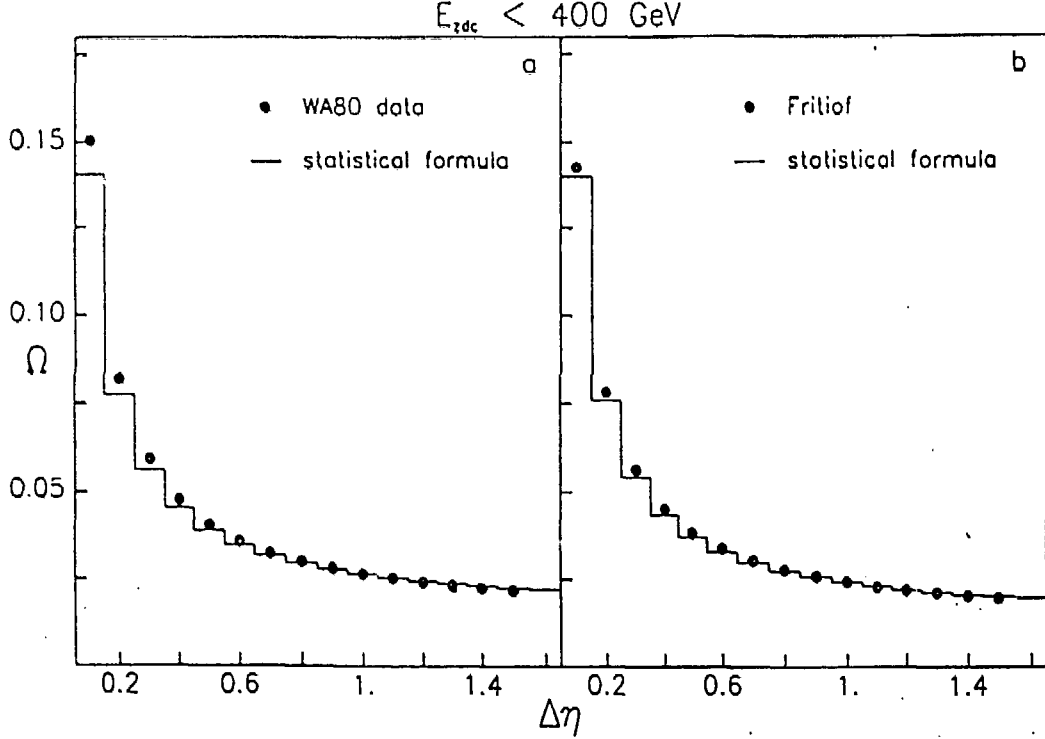 E_zdc < 400 GeV
a
b
● WA80 data
● Fritiof
— statistical formula
— statistical formula
0.15
0.10
0.05
Ω
0.2 0.6 1. 1.4
0.2 0.6 1. 1.4
Δη